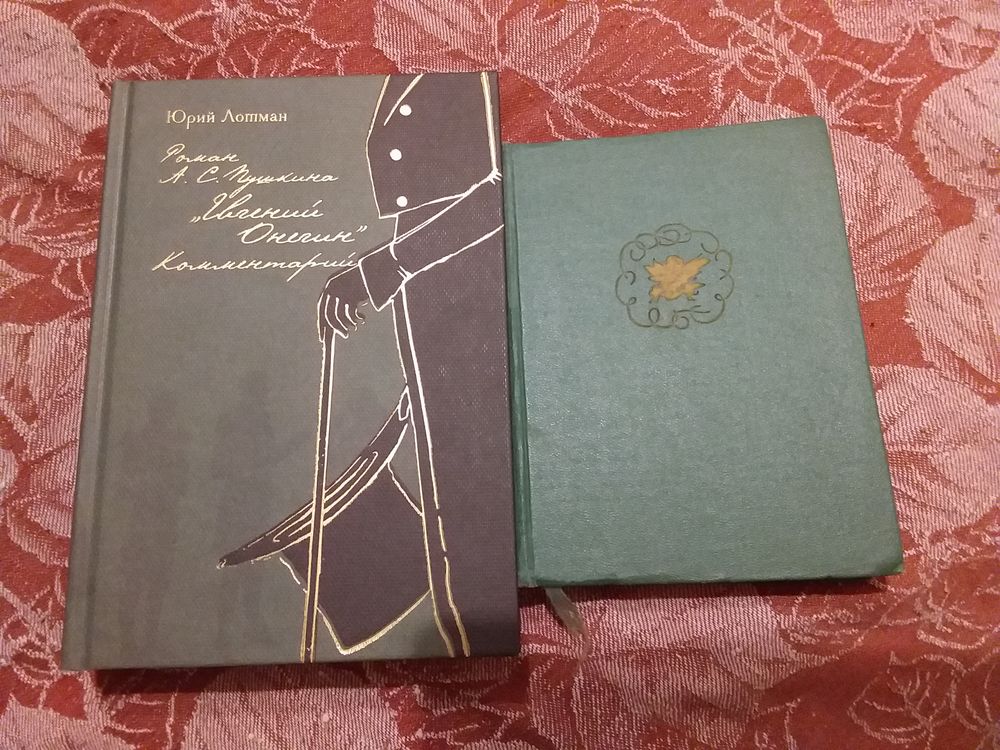 Юрий Лотман
Роман
А. С. Пушкина
„Евгений
Онегин”
Комментарий